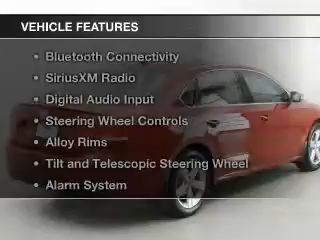 VEHICLE FEATURES
• Bluetooth Connectivity
• SiriusXM Radio
• Digital Audio Input
• Steering Wheel Controls
• Alloy Rims
• Tilt and Telescopic Steering Wheel
• Alarm System